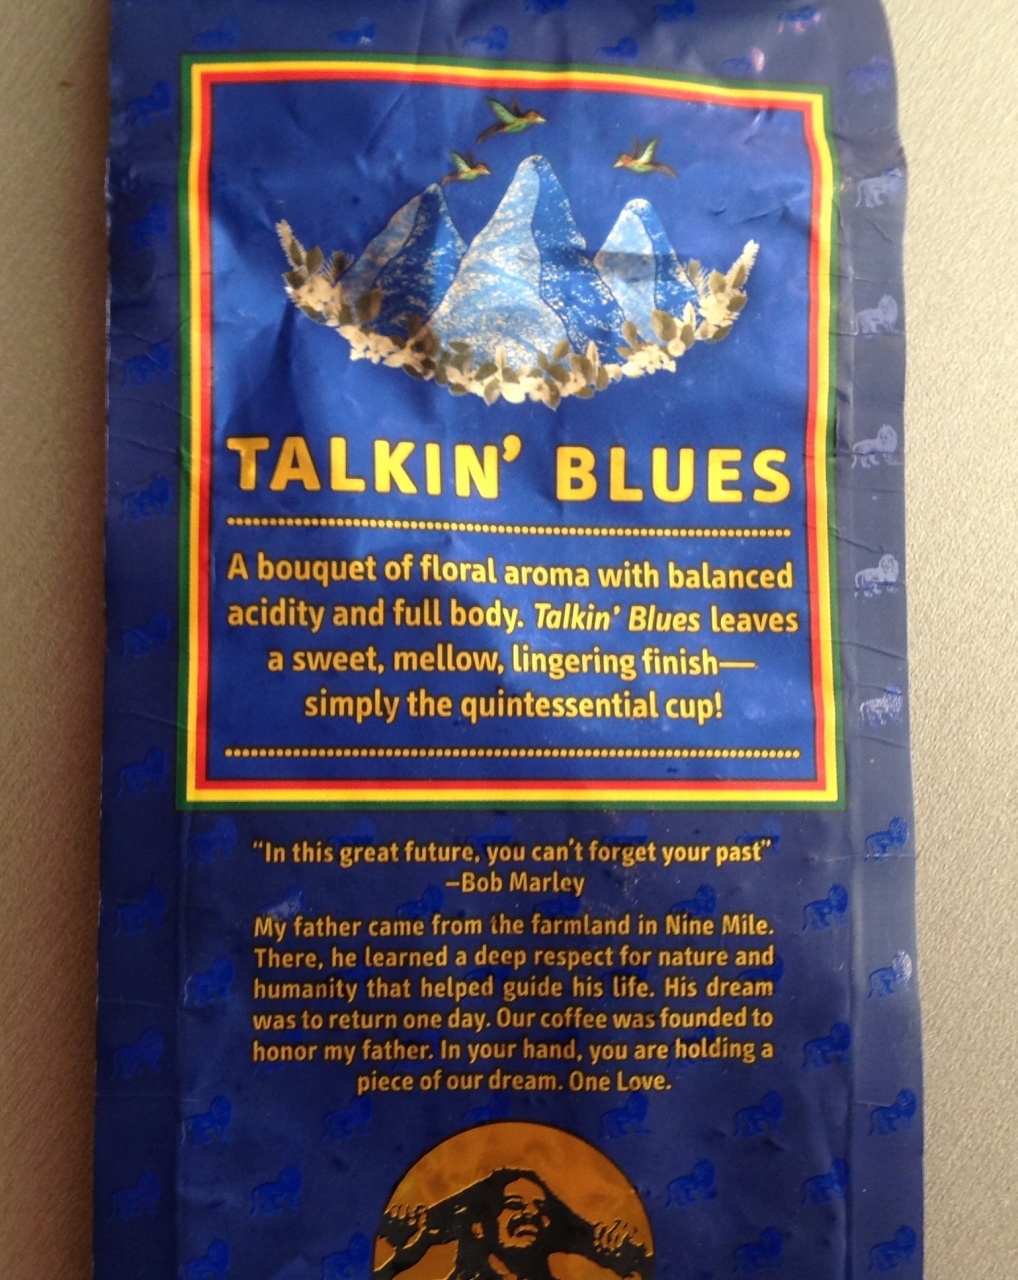 TALKIN’ BLUES
A bouquet of floral aroma with balanced
acidity and full body. Talkin’ Blues leaves
a sweet, mellow, lingering finish—
simply the quintessential cup!
“In this great future, you can’t forget your past”
–Bob Marley
My father came from the farmland in Nine Mile.
There, he learned a deep respect for nature and
humanity that helped guide his life. His dream
was to return one day. Our coffee was founded to
honor my father. In your hand, you are holding a
piece of our dream. One Love.